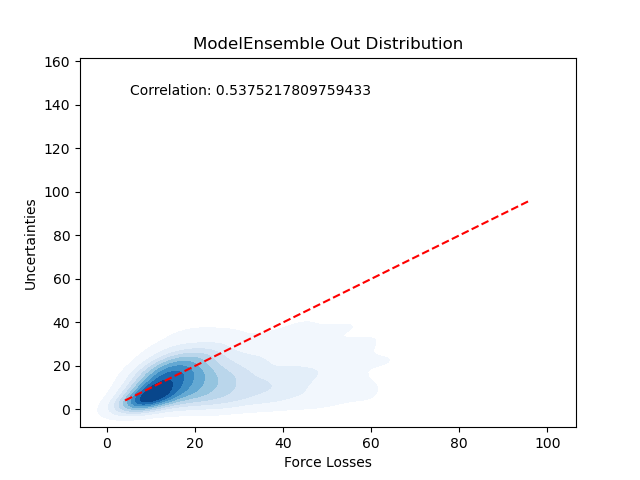 ModelEnsemble Out Distribution
Correlation: 0.5375217809759433
Uncertainties
160
140
120
100
80
60
40
20
0
0 20 40 60 80 100
Force Losses